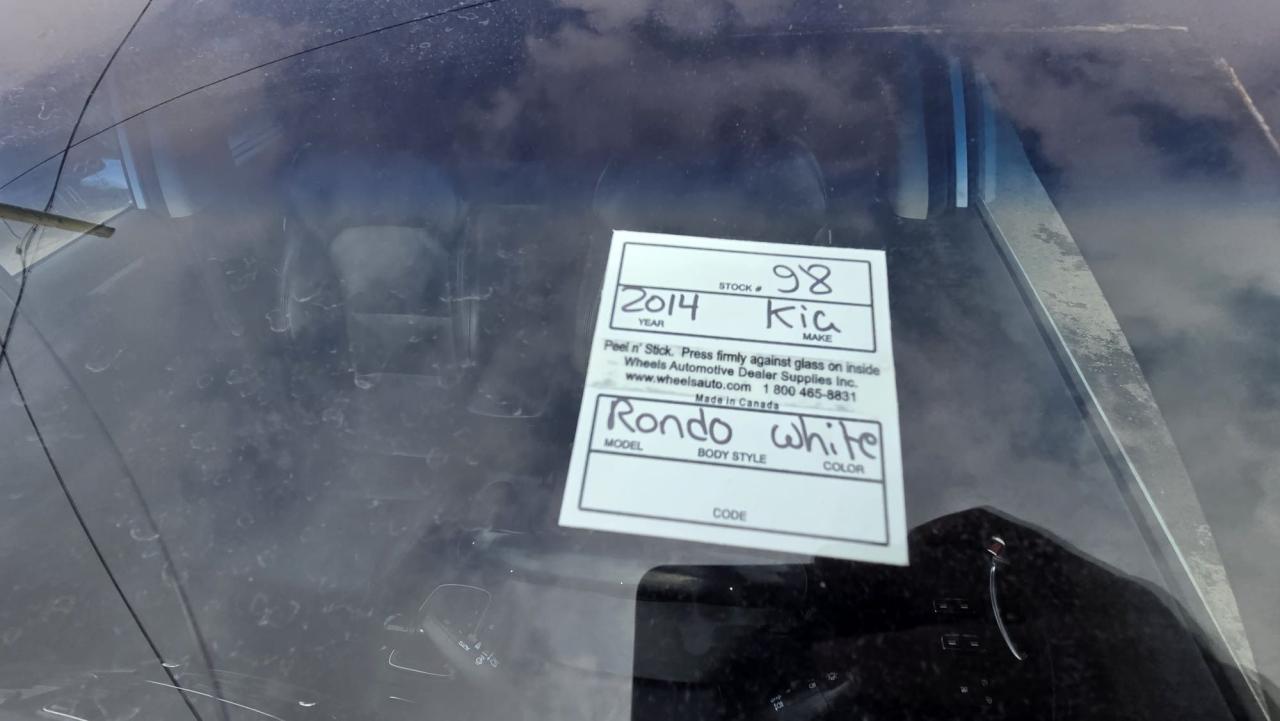 98
STOCK #
2014 Kia
YEAR MAKE
Peel n' Stick. Press firmly against glass on inside
Wheels Automotive Dealer Supplies Inc.
www.wheelsauto.com 1 800 465-8831
Made in Canada
Rondo white
MODEL BODY STYLE COLOR
CODE